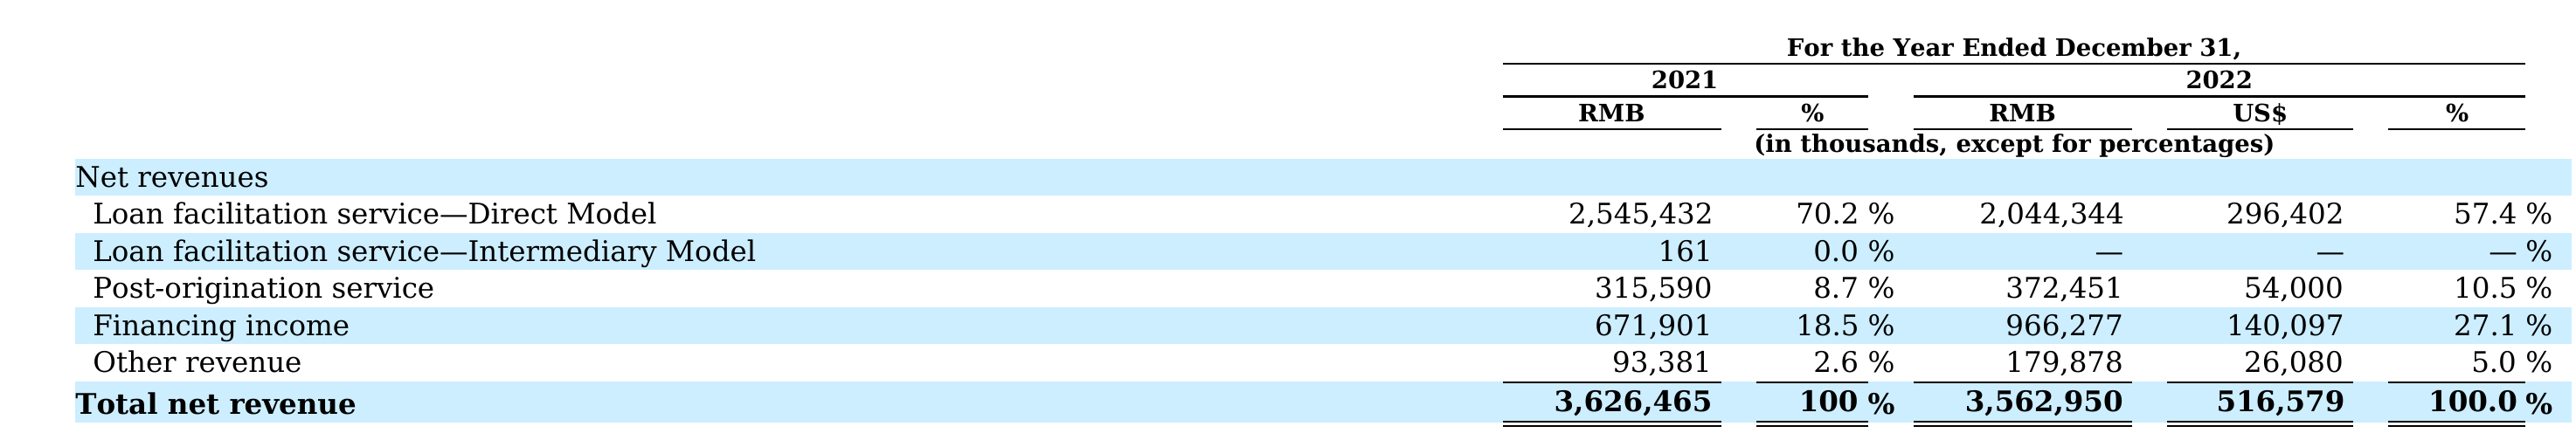 For the Year Ended December 31,
2021 2022
RMB % RMB US$ %
(in thousands, except for percentages)
Net revenues
Loan facilitation service—Direct Model 2,545,432 70.2 % 2,044,344 296,402 57.4 %
Loan facilitation service—Intermediary Model 161 0.0 % — — — %
Post-origination service 315,590 8.7 % 372,451 54,000 10.5 %
Financing income 671,901 18.5 % 966,277 140,097 27.1 %
Other revenue 93,381 2.6 % 179,878 26,080 5.0 %
Total net revenue 3,626,465 100 % 3,562,950 516,579 100.0 %